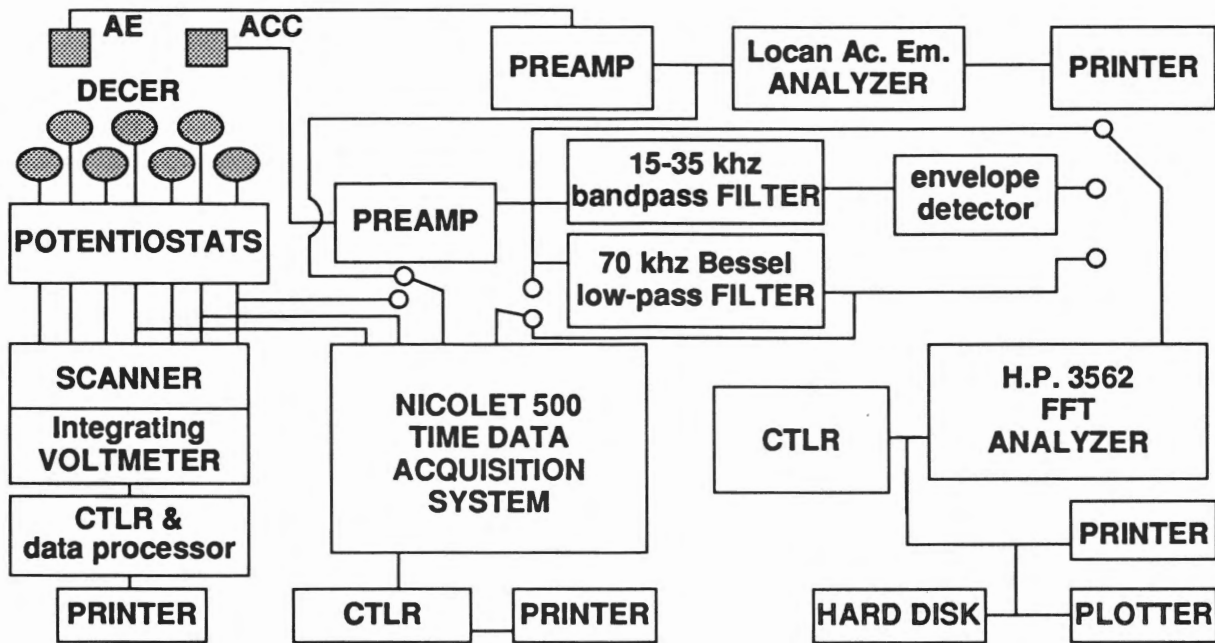 AE
ACC
DECER
PREAMP
Locan Ac. Em.
ANALYZER
PRINTER
15-35 khz
bandpass FILTER
envelope
detector
PREAMP
POTENTIOSTATS
70 khz Bessel
low-pass FILTER
SCANNER
Integrating
VOLTMETER
NICOLET 500
TIME DATA
ACQUISITION
SYSTEM
CTLR
H.P. 3562
FFT
ANALYZER
CTLR &
data processor
PRINTER
PRINTER
CTLR
PRINTER
HARD DISK
PLOTTER